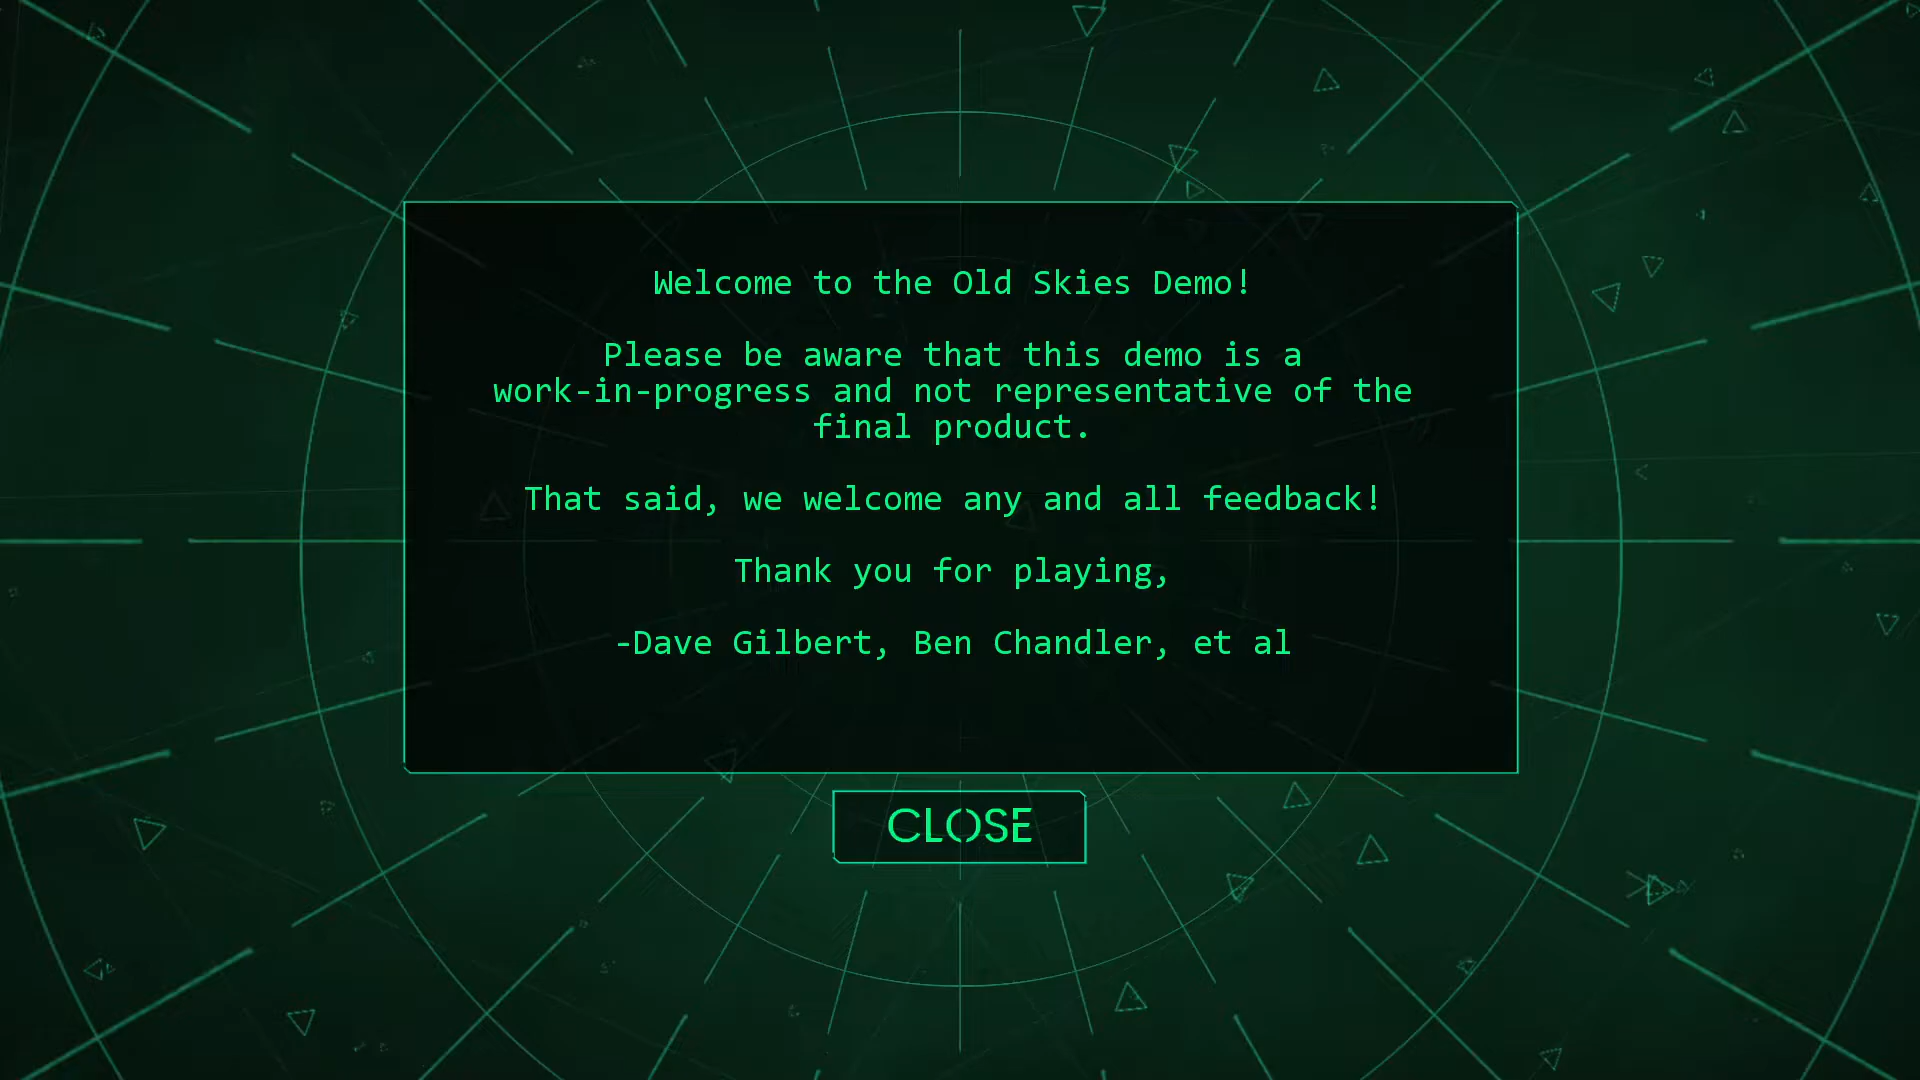 Welcome to the Old Skies Demo!
Please be aware that this demo is a
work-in-progress and not representative of the
final product.
That said, we welcome any and all feedback!
Thank you for playing,
-Dave Gilbert, Ben Chandler, et al
CLOSE